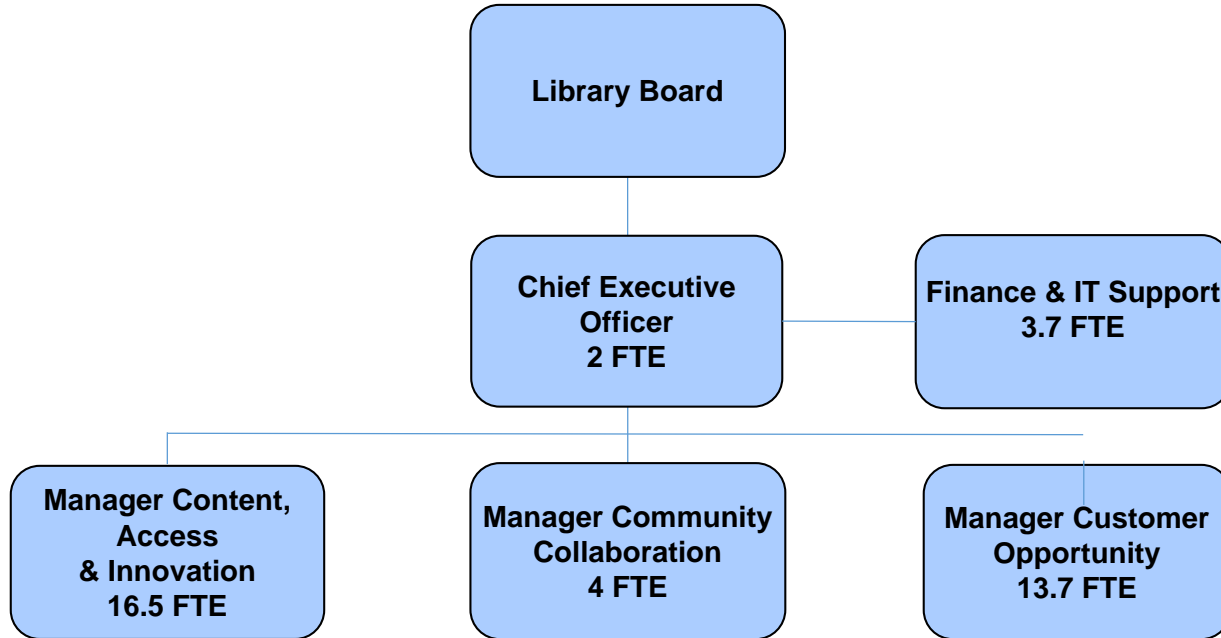 Library Board
Chief Executive
Officer
2 FTE
Finance & IT Support
3.7 FTE
Manager Content,
Access
& Innovation
16.5 FTE
Manager Community
Collaboration
4 FTE
Manager Customer
Opportunity
13.7 FTE